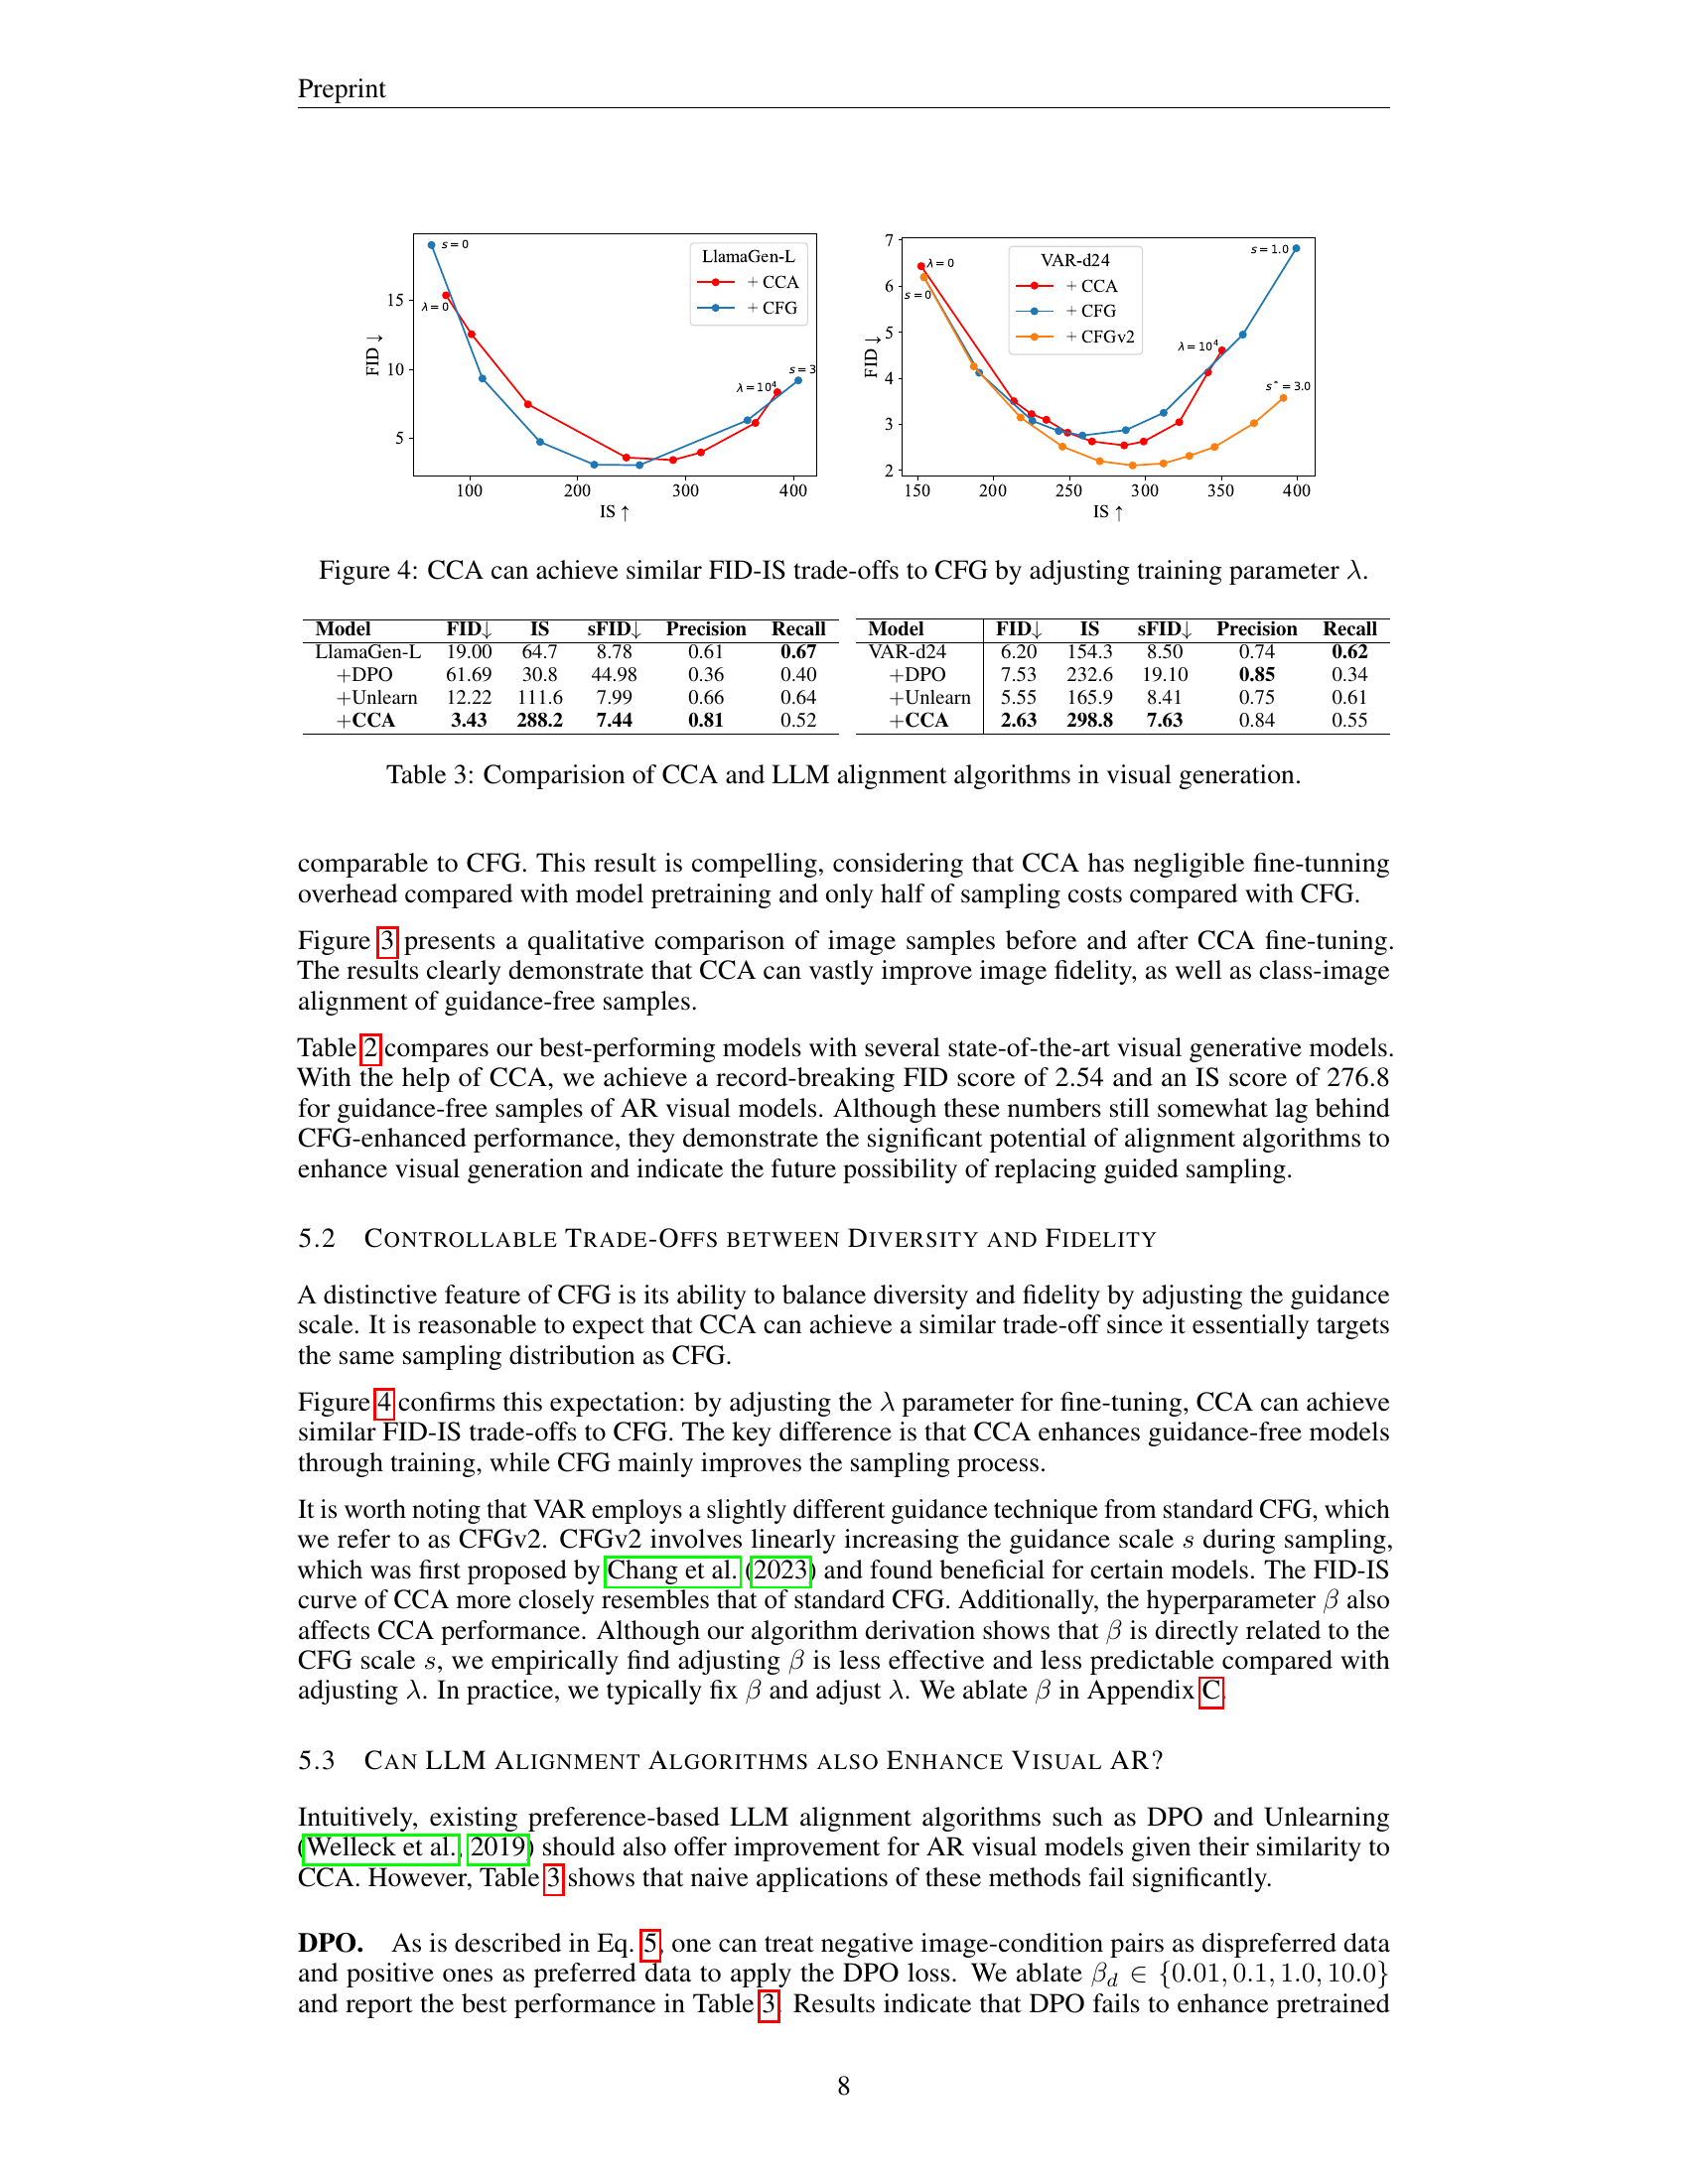 Preprint
s = 0
λ = 0
LlamaGen-L
+ CCA
+ CFG
λ = 10⁴
s = 3
15
10
5
FID ↓
100 200 300 400
IS ↑
λ = 0
s = 0
VAR-d24
+ CCA
+ CFG
+ CFGv2
s = 1.0
λ = 10⁴
s* = 3.0
7
6
5
4
3
2
FID ↓
150 200 250 300 350 400
IS ↑
Figure 4: CCA can achieve similar FID-IS trade-offs to CFG by adjusting training parameter λ.
Model FID↓ IS sFID↓ Precision Recall
LlamaGen-L 19.00 64.7 8.78 0.61 0.67
+DPO 61.69 30.8 44.98 0.36 0.40
+Unlearn 12.22 111.6 7.99 0.66 0.64
+CCA 3.43 288.2 7.44 0.81 0.52
Model FID↓ IS sFID↓ Precision Recall
VAR-d24 6.20 154.3 8.50 0.74 0.62
+DPO 7.53 232.6 19.10 0.85 0.34
+Unlearn 5.55 165.9 8.41 0.75 0.61
+CCA 2.63 298.8 7.63 0.84 0.55
Table 3: Comparision of CCA and LLM alignment algorithms in visual generation.
comparable to CFG. This result is compelling, considering that CCA has negligible fine-tunning
overhead compared with model pretraining and only half of sampling costs compared with CFG.
Figure 3 presents a qualitative comparison of image samples before and after CCA fine-tuning.
The results clearly demonstrate that CCA can vastly improve image fidelity, as well as class-image
alignment of guidance-free samples.
Table 2 compares our best-performing models with several state-of-the-art visual generative models.
With the help of CCA, we achieve a record-breaking FID score of 2.54 and an IS score of 276.8
for guidance-free samples of AR visual models. Although these numbers still somewhat lag behind
CFG-enhanced performance, they demonstrate the significant potential of alignment algorithms to
enhance visual generation and indicate the future possibility of replacing guided sampling.
5.2 CONTROLLABLE TRADE-OFFS BETWEEN DIVERSITY AND FIDELITY
A distinctive feature of CFG is its ability to balance diversity and fidelity by adjusting the guidance
scale. It is reasonable to expect that CCA can achieve a similar trade-off since it essentially targets
the same sampling distribution as CFG.
Figure 4 confirms this expectation: by adjusting the λ parameter for fine-tuning, CCA can achieve
similar FID-IS trade-offs to CFG. The key difference is that CCA enhances guidance-free models
through training, while CFG mainly improves the sampling process.
It is worth noting that VAR employs a slightly different guidance technique from standard CFG, which
we refer to as CFGv2. CFGv2 involves linearly increasing the guidance scale s during sampling,
which was first proposed by Chang et al. (2023) and found beneficial for certain models. The FID-IS
curve of CCA more closely resembles that of standard CFG. Additionally, the hyperparameter β also
affects CCA performance. Although our algorithm derivation shows that β is directly related to the
CFG scale s, we empirically find adjusting β is less effective and less predictable compared with
adjusting λ. In practice, we typically fix β and adjust λ. We ablate β in Appendix C.
5.3 CAN LLM ALIGNMENT ALGORITHMS ALSO ENHANCE VISUAL AR?
Intuitively, existing preference-based LLM alignment algorithms such as DPO and Unlearning
(Welleck et al., 2019) should also offer improvement for AR visual models given their similarity to
CCA. However, Table 3 shows that naive applications of these methods fail significantly.
DPO. As is described in Eq. 5, one can treat negative image-condition pairs as dispreferred data
and positive ones as preferred data to apply the DPO loss. We ablate β_d ∈ {0.01, 0.1, 1.0, 10.0}
and report the best performance in Table 3. Results indicate that DPO fails to enhance pretrained
8